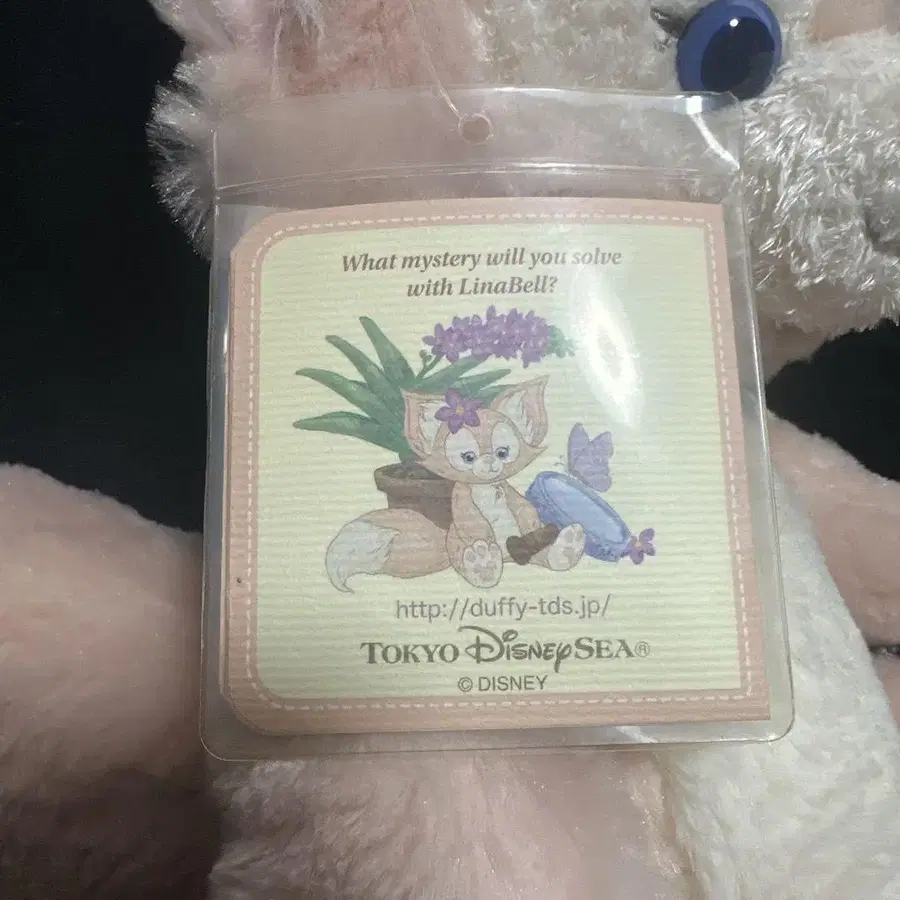 What mystery will you solve
with LinaBell?
http://duffy-tds.jp/
TOKYO DISNEYSEA®
© DISNEY